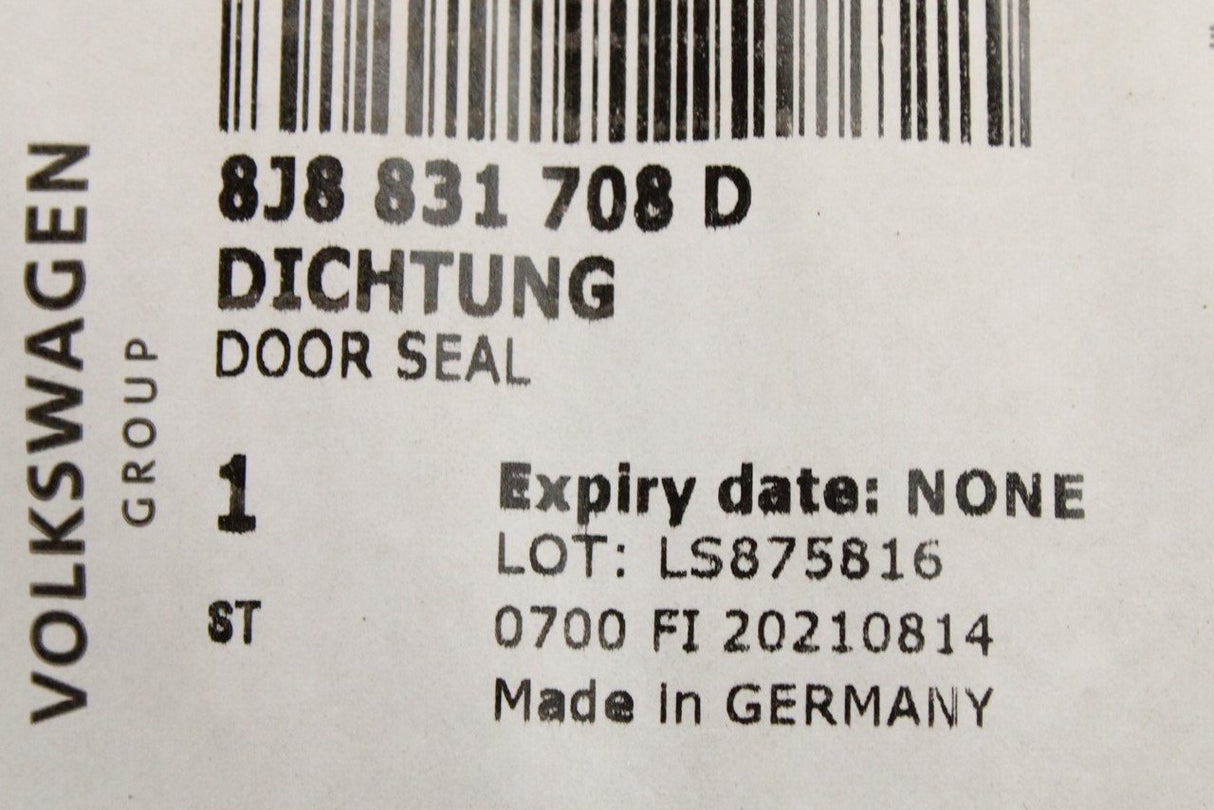 8J8 831 708 D
DICHTUNG
DOOR SEAL
1
ST
Expiry date: NONE
LOT: LS875816
0700 FI 20210814
Made in GERMANY
VOLKSWAGEN
GROUP